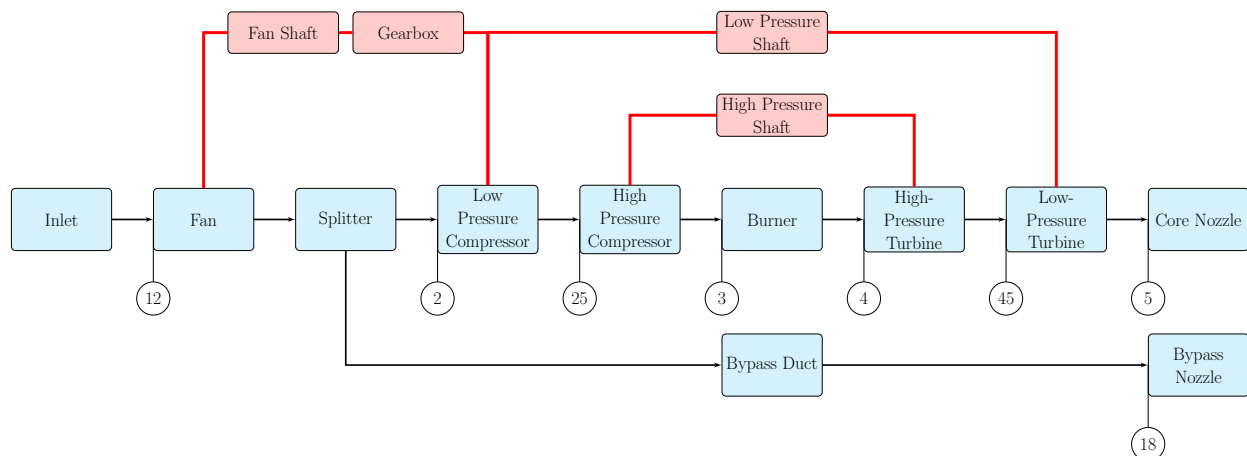 Fan Shaft
Gearbox
Low Pressure
Shaft
High Pressure
Shaft
Inlet
Fan
Splitter
Low
Pressure
Compressor
High
Pressure
Compressor
Burner
High-
Pressure
Turbine
Low-
Pressure
Turbine
Core Nozzle
12
2
25
3
4
45
5
Bypass Duct
Bypass
Nozzle
18